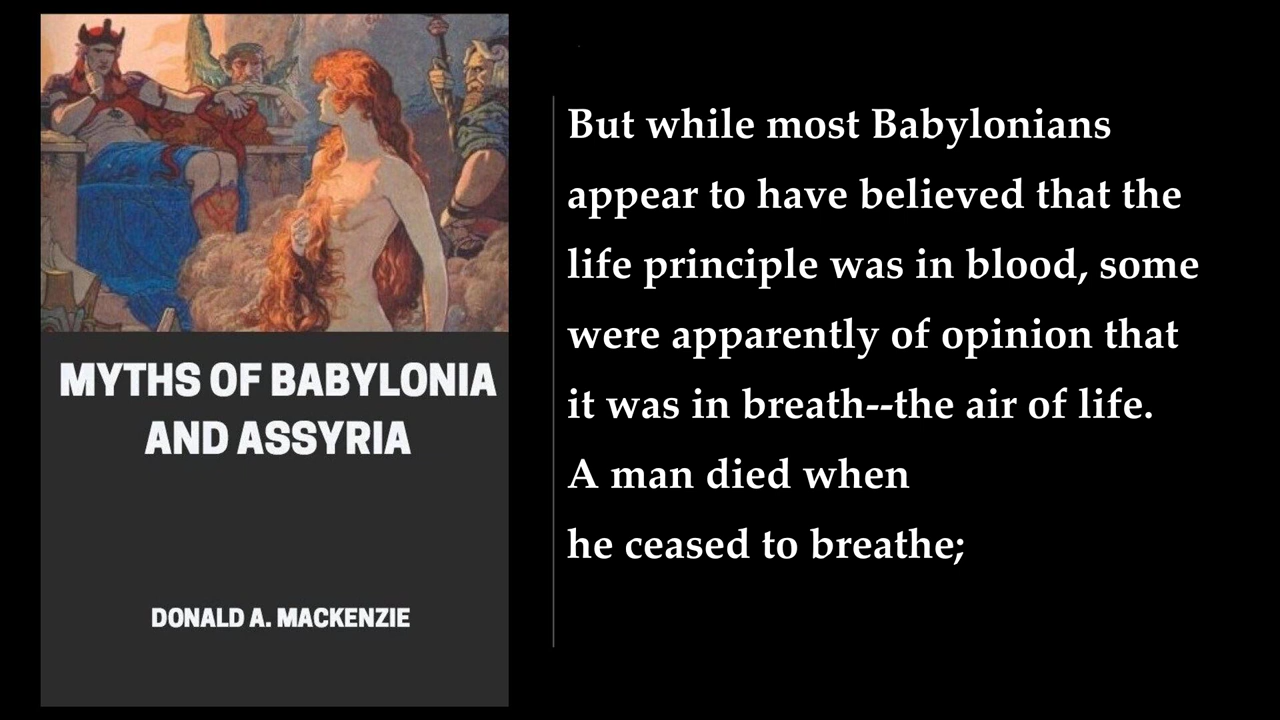 MYTHS OF BABYLONIA
AND ASSYRIA
DONALD A. MACKENZIE
But while most Babylonians
appear to have believed that the
life principle was in blood, some
were apparently of opinion that
it was in breath--the air of life.
A man died when
he ceased to breathe;